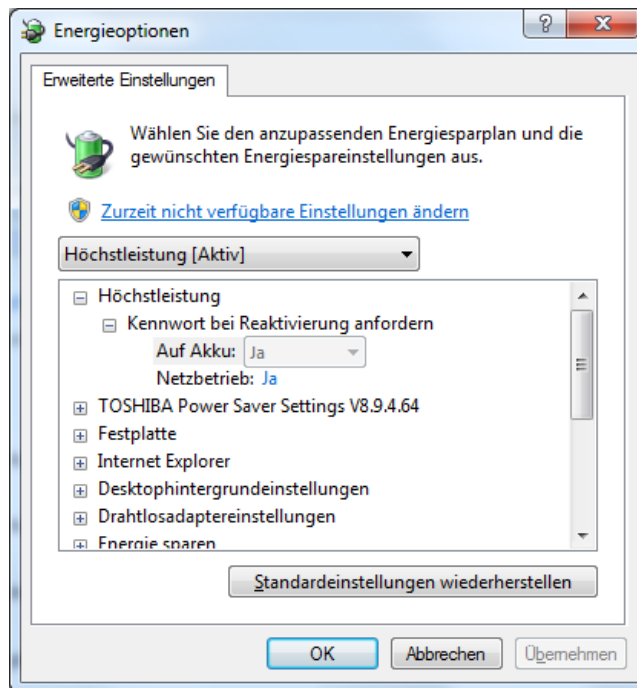 Energieoptionen
Erweiterte Einstellungen
Wählen Sie den anzupassenden Energiesparplan und die
gewünschten Energiespareinstellungen aus.
Zurzeit nicht verfügbare Einstellungen ändern
Höchstleistung [Aktiv]
Höchstleistung
Kennwort bei Reaktivierung anfordern
Auf Akku: Ja
Netzbetrieb: Ja
TOSHIBA Power Saver Settings V8.9.4.64
Festplatte
Internet Explorer
Desktophintergrundeinstellungen
Drahtlosadaptereinstellungen
Energie sparen
Standardeinstellungen wiederherstellen
OK Abbrechen Übernehmen